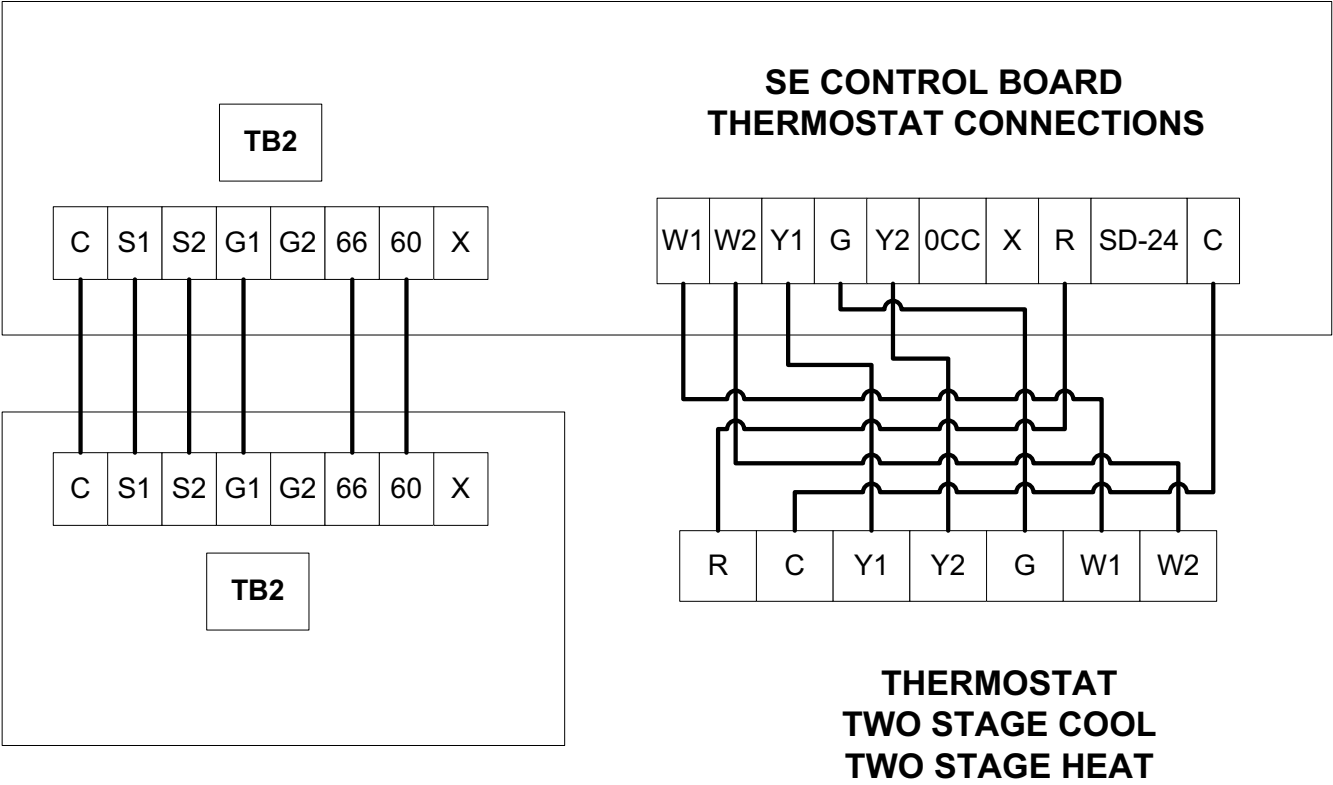 SE CONTROL BOARD
THERMOSTAT CONNECTIONS
TB2
C S1 S2 G1 G2 66 60 X
W1 W2 Y1 G Y2 0CC X R SD-24 C
C S1 S2 G1 G2 66 60 X
TB2
R C Y1 Y2 G W1 W2
THERMOSTAT
TWO STAGE COOL
TWO STAGE HEAT